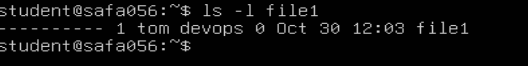 student@safa056:~$ ls -l file1
---------- 1 tom devops 0 Oct 30 12:03 file1
student@safa056:~$